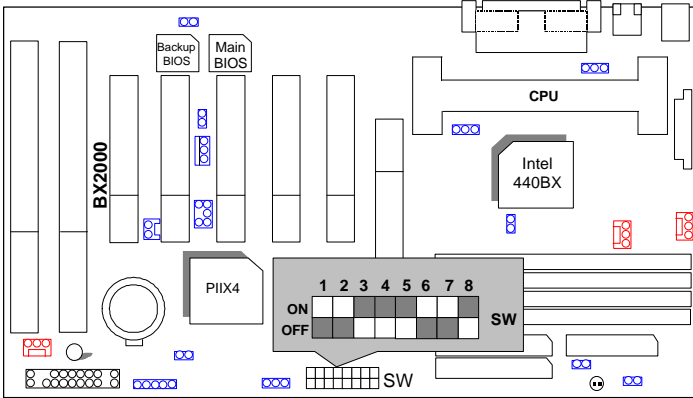 Backup
BIOS
Main
BIOS
CPU
BX2000
Intel
440BX
PIIX4
1 2 3 4 5 6 7 8
ON
OFF
SW
SW